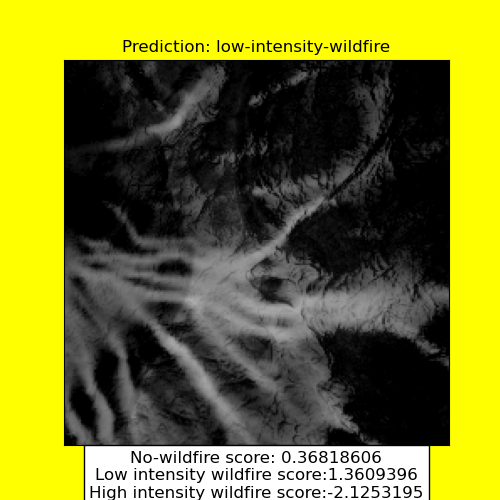 Prediction: low-intensity-wildfire
No-wildfire score: 0.36818606
Low intensity wildfire score:1.3609396
High intensity wildfire score:-2.1253195